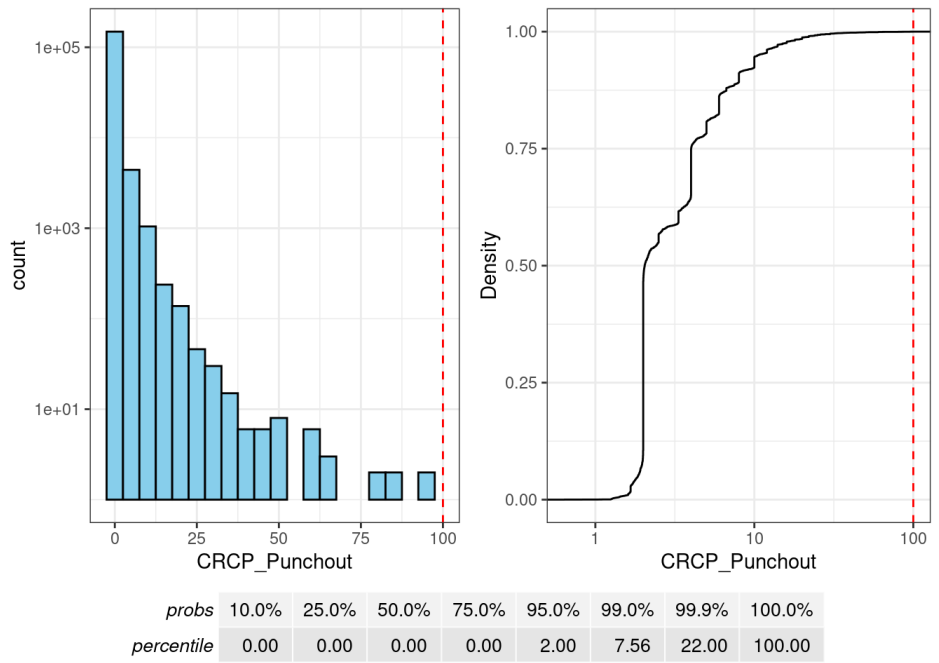 1e+05
1e+03
1e+01
count
0 25 50 75 100
CRCP_Punchout
1.00
0.75
0.50
0.25
0.00
Density
1 10 100
CRCP_Punchout
probs 10.0% 25.0% 50.0% 75.0% 95.0% 99.0% 99.9% 100.0%
percentile 0.00 0.00 0.00 0.00 2.00 7.56 22.00 100.00